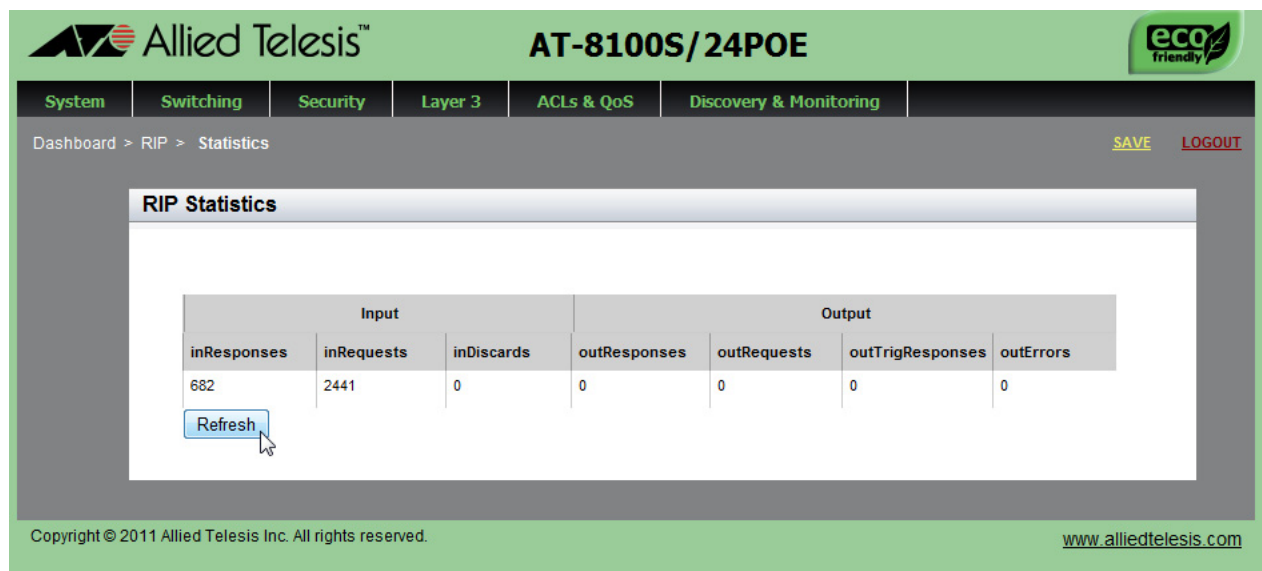 Allied Telesis™ AT-8100S/24POE eco friendly
System Switching Security Layer 3 ACLs & QoS Discovery & Monitoring
Dashboard > RIP > Statistics SAVE LOGOUT
RIP Statistics
Input Output
inResponses inRequests inDiscards outResponses outRequests outTrigResponses outErrors
682 2441 0 0 0 0 0
Refresh
Copyright © 2011 Allied Telesis Inc. All rights reserved. www.alliedtelesis.com